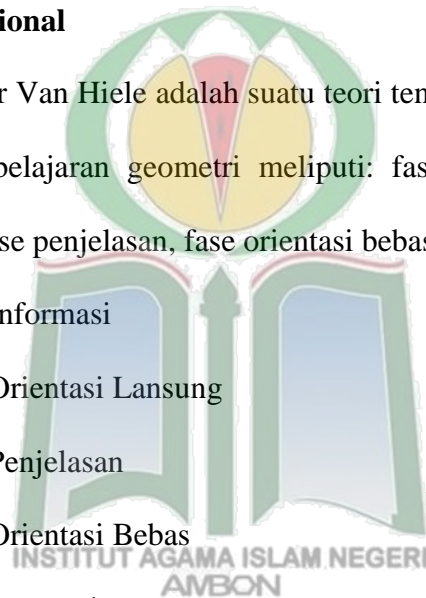 ional
r Van Hiele adalah suatu teori ten
belajaran geometri meliputi: fas
se penjelasan, fase orientasi bebas
nformasi
Orientasi Lansung
Penjelasan
Orientasi Bebas
INSTITUT AGAMA ISLAM NEGERI
AMBON